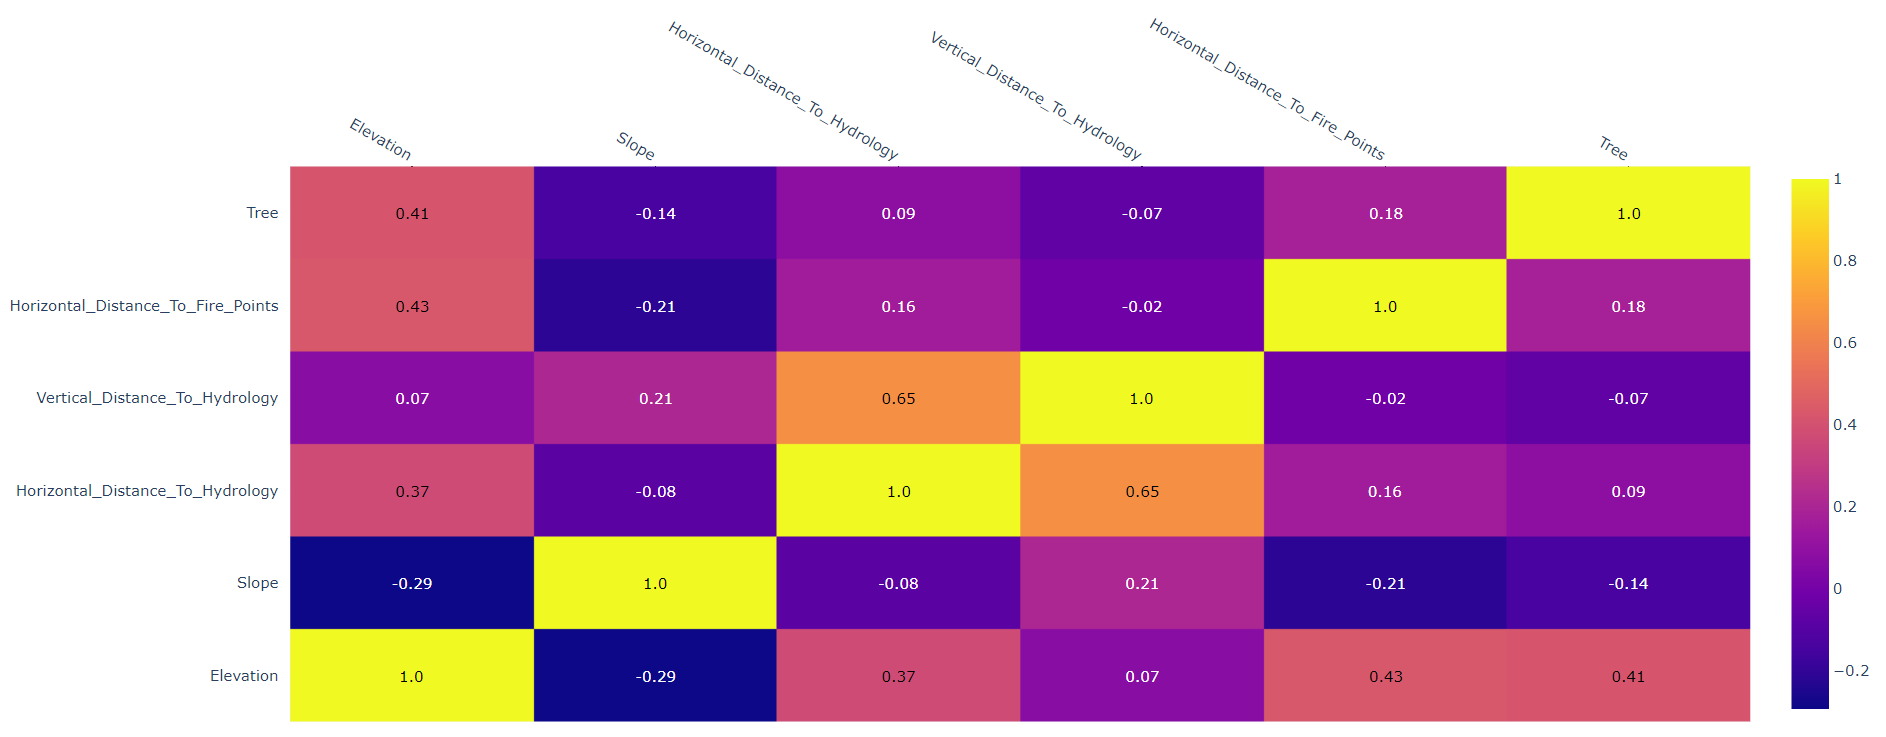 Elevation
Slope
Horizontal_Distance_To_Hydrology
Vertical_Distance_To_Hydrology
Horizontal_Distance_To_Fire_Points
Tree
Tree 0.41 -0.14 0.09 -0.07 0.18 1.0
Horizontal_Distance_To_Fire_Points 0.43 -0.21 0.16 -0.02 1.0 0.18
Vertical_Distance_To_Hydrology 0.07 0.21 0.65 1.0 -0.02 -0.07
Horizontal_Distance_To_Hydrology 0.37 -0.08 1.0 0.65 0.16 0.09
Slope -0.29 1.0 -0.08 0.21 -0.21 -0.14
Elevation 1.0 -0.29 0.37 0.07 0.43 0.41
1
0.8
0.6
0.4
0.2
0
−0.2